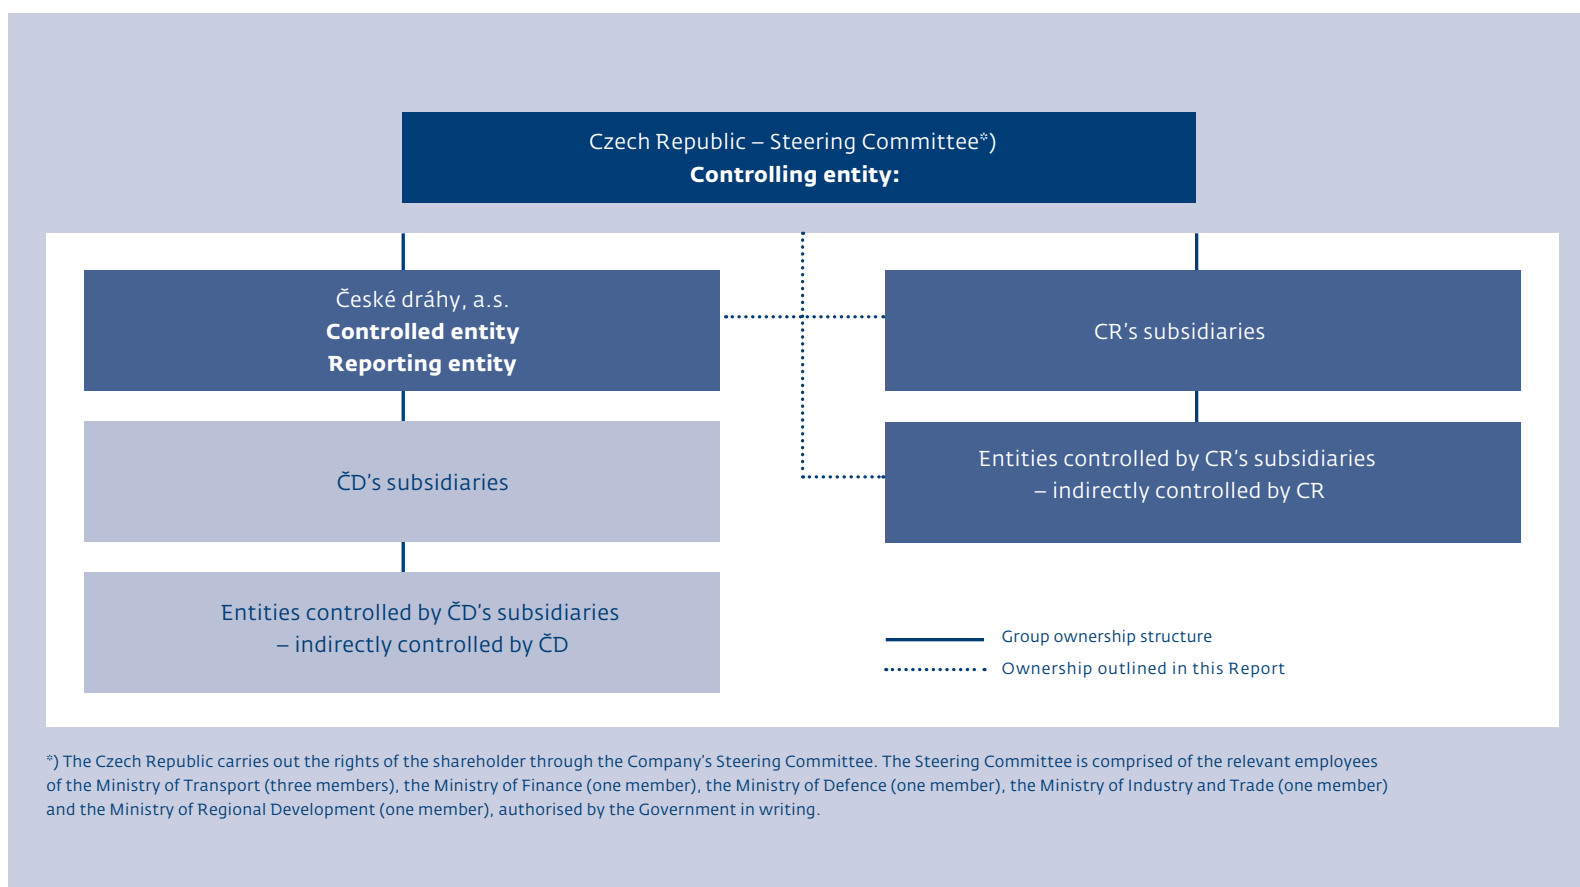 Czech Republic – Steering Committee*)
Controlling entity:
České dráhy, a.s.
Controlled entity
Reporting entity
CR's subsidiaries
ČD's subsidiaries
Entities controlled by CR's subsidiaries
– indirectly controlled by CR
Entities controlled by ČD's subsidiaries
– indirectly controlled by ČD
Group ownership structure
Ownership outlined in this Report
*) The Czech Republic carries out the rights of the shareholder through the Company's Steering Committee. The Steering Committee is comprised of the relevant employees
of the Ministry of Transport (three members), the Ministry of Finance (one member), the Ministry of Defence (one member), the Ministry of Industry and Trade (one member)
and the Ministry of Regional Development (one member), authorised by the Government in writing.